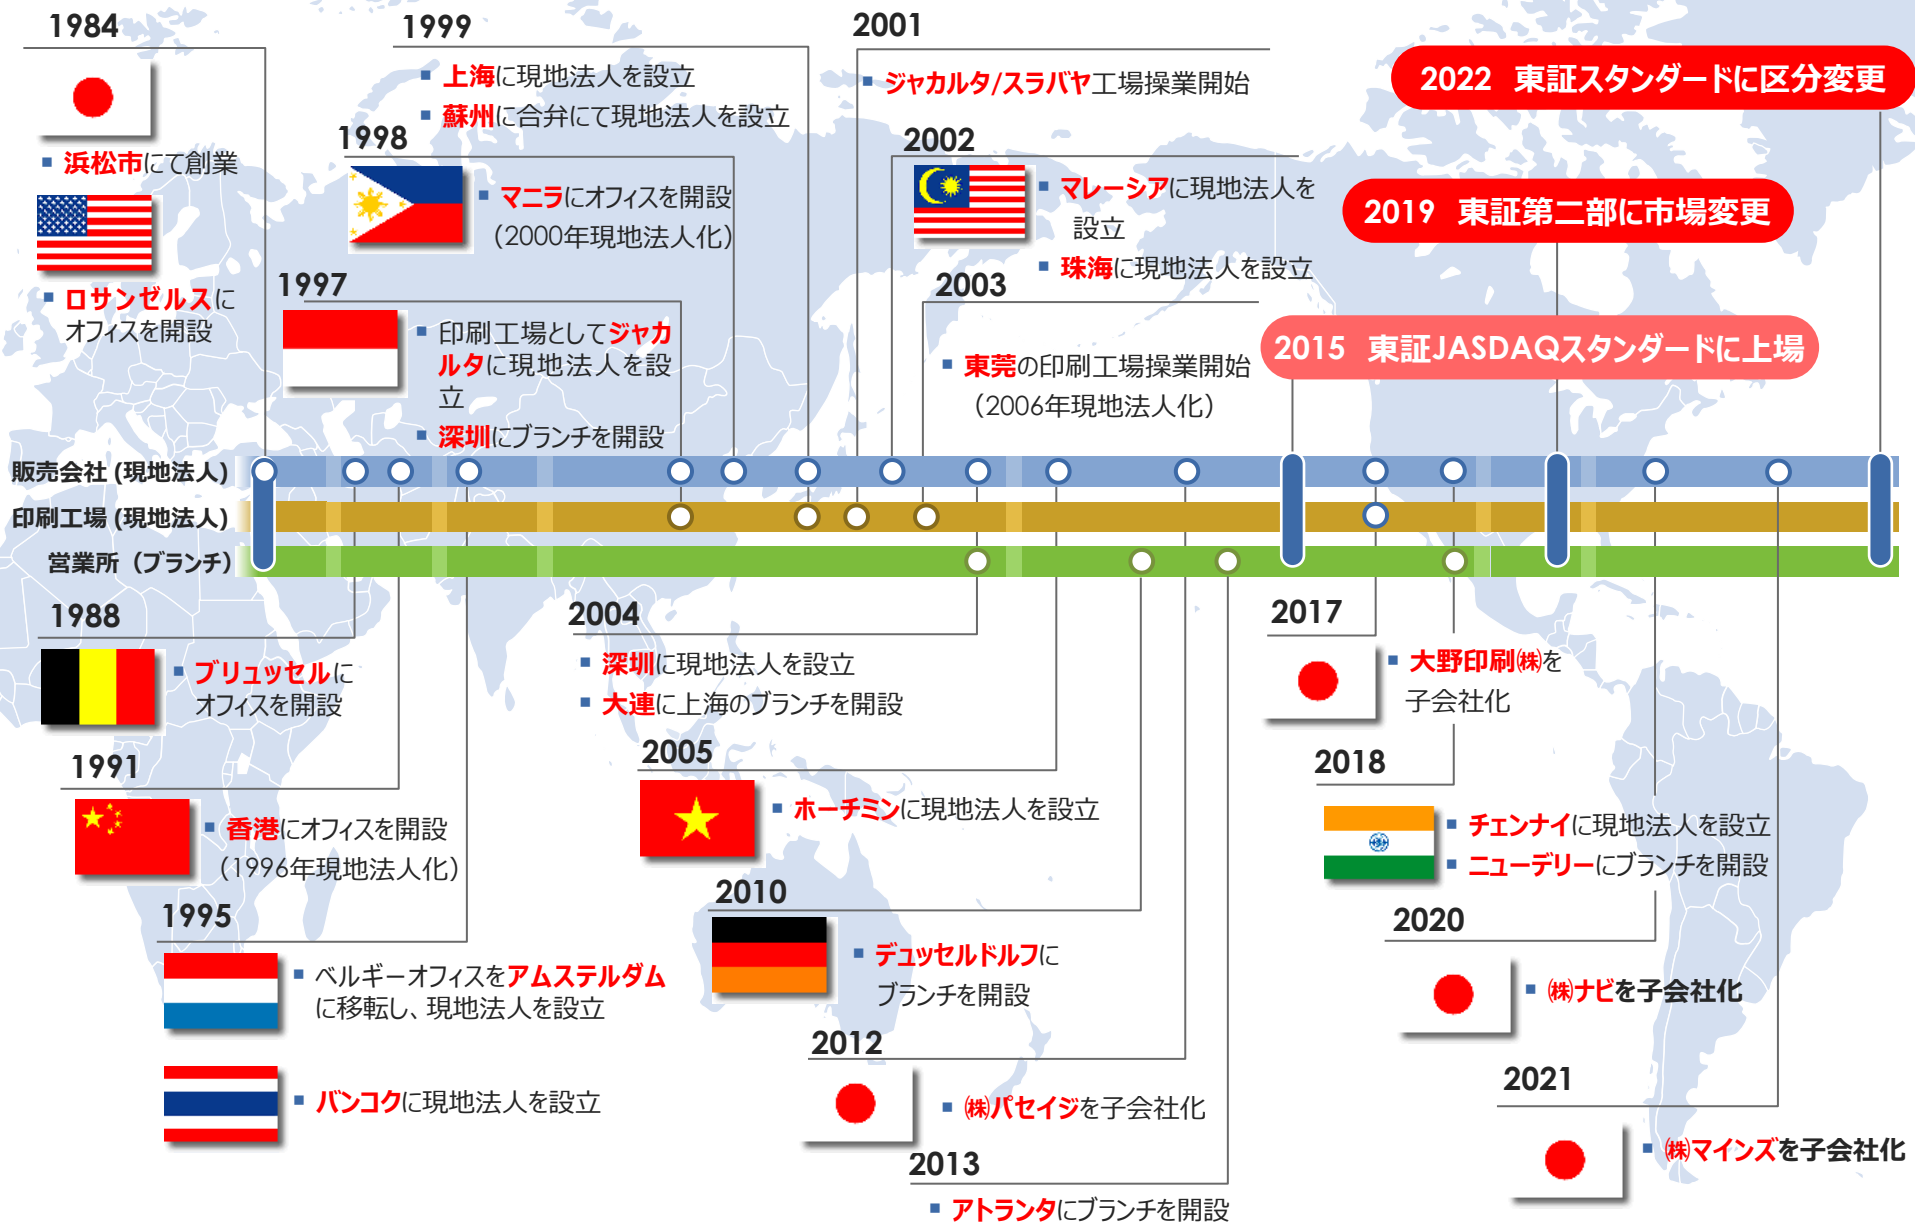 1984
浜松市にて創業
ロサンゼルスに
オフィスを開設
1999
上海に現地法人を設立
蘇州に合弁にて現地法人を設立
1998
マニラにオフィスを開設
（2000年現地法人化）
1997
印刷工場としてジャカ
ルタに現地法人を設
立
深圳にブランチを開設
2001
ジャカルタ/スラバヤ工場操業開始
2002
マレーシアに現地法人を
設立
珠海に現地法人を設立
2003
東莞の印刷工場操業開始
（2006年現地法人化）
2022 東証スタンダードに区分変更
2019 東証第二部に市場変更
2015 東証JASDAQスタンダードに上場
販売会社 (現地法人)
印刷工場 (現地法人)
営業所（ブランチ）
1988
ブリュッセルに
オフィスを開設
1991
香港にオフィスを開設
（1996年現地法人化）
1995
ベルギーオフィスをアムステルダム
に移転し、現地法人を設立
バンコクに現地法人を設立
2004
深圳に現地法人を設立
大連に上海のブランチを開設
2005
ホーチミンに現地法人を設立
2010
デュッセルドルフに
ブランチを開設
2012
㈱パセイジを子会社化
2013
アトランタにブランチを開設
2017
大野印刷㈱を
子会社化
2018
チェンナイに現地法人を設立
ニューデリーにブランチを開設
2020
㈱ナビを子会社化
2021
㈱マインズを子会社化